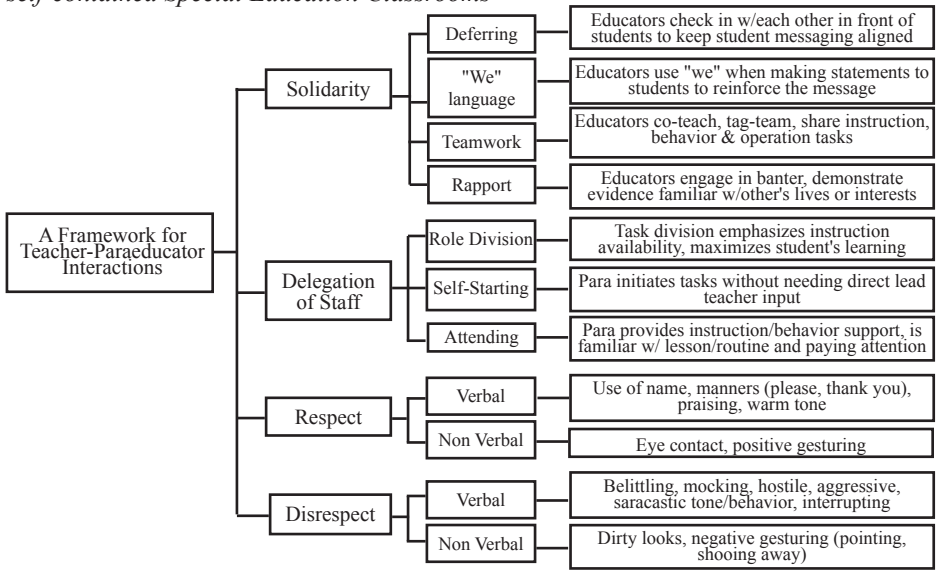 self-contained Special Education Classrooms
A Framework for
Teacher-Paraeducator
Interactions
Solidarity
Deferring
Educators check in w/each other in front of
students to keep student messaging aligned
"We"
language
Educators use "we" when making statements to
students to reinforce the message
Teamwork
Educators co-teach, tag-team, share instruction,
behavior & operation tasks
Rapport
Educators engage in banter, demonstrate
evidence familiar w/other's lives or interests
Delegation
of Staff
Role Division
Task division emphasizes instruction
availability, maximizes student's learning
Self-Starting
Para initiates tasks without needing direct lead
teacher input
Attending
Para provides instruction/behavior support, is
familiar w/ lesson/routine and paying attention
Respect
Verbal
Use of name, manners (please, thank you),
praising, warm tone
Non Verbal
Eye contact, positive gesturing
Disrespect
Verbal
Belittling, mocking, hostile, aggressive,
saracastic tone/behavior, interrupting
Non Verbal
Dirty looks, negative gesturing (pointing,
shooing away)